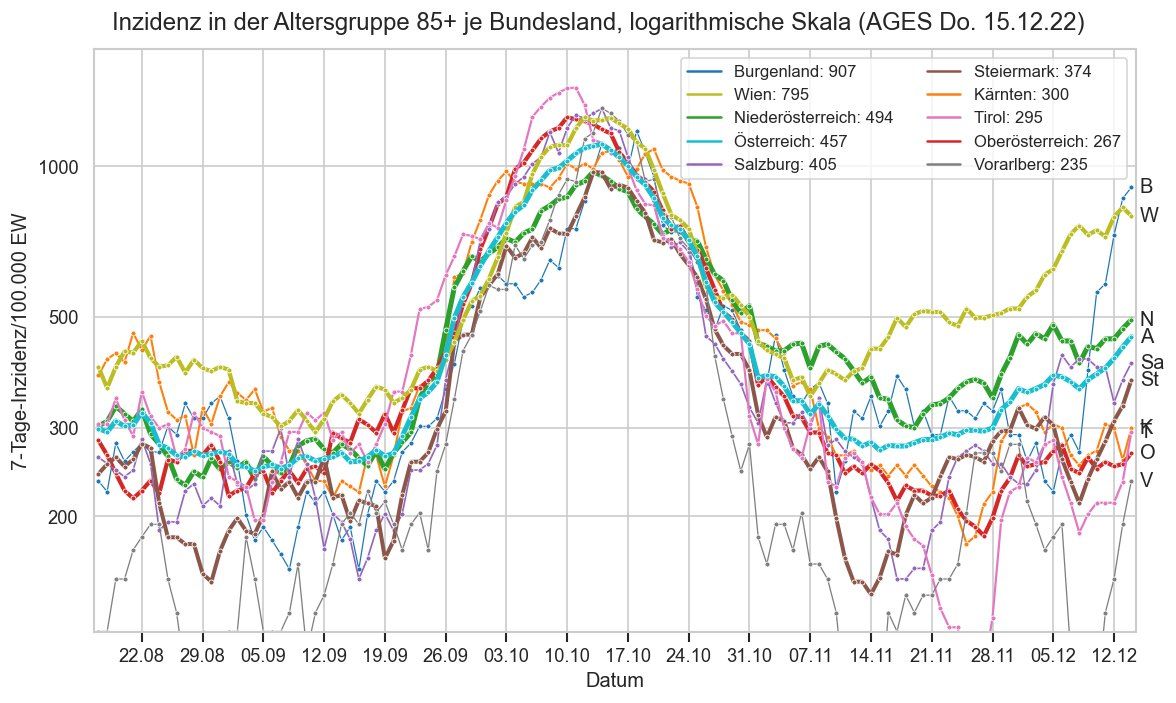 Inzidenz in der Altersgruppe 85+ je Bundesland, logarithmische Skala (AGES Do. 15.12.22)
Burgenland: 907
Wien: 795
Niederösterreich: 494
Österreich: 457
Salzburg: 405
Steiermark: 374
Kärnten: 300
Tirol: 295
Oberösterreich: 267
Vorarlberg: 235
7-Tage-Inzidenz/100.000 EW
1000
500
300
200
B
W
N
A
Sa
St
K
T
O
V
22.08 29.08 05.09 12.09 19.09 26.09 03.10 10.10 17.10 24.10 31.10 07.11 14.11 21.11 28.11 05.12 12.12
Datum